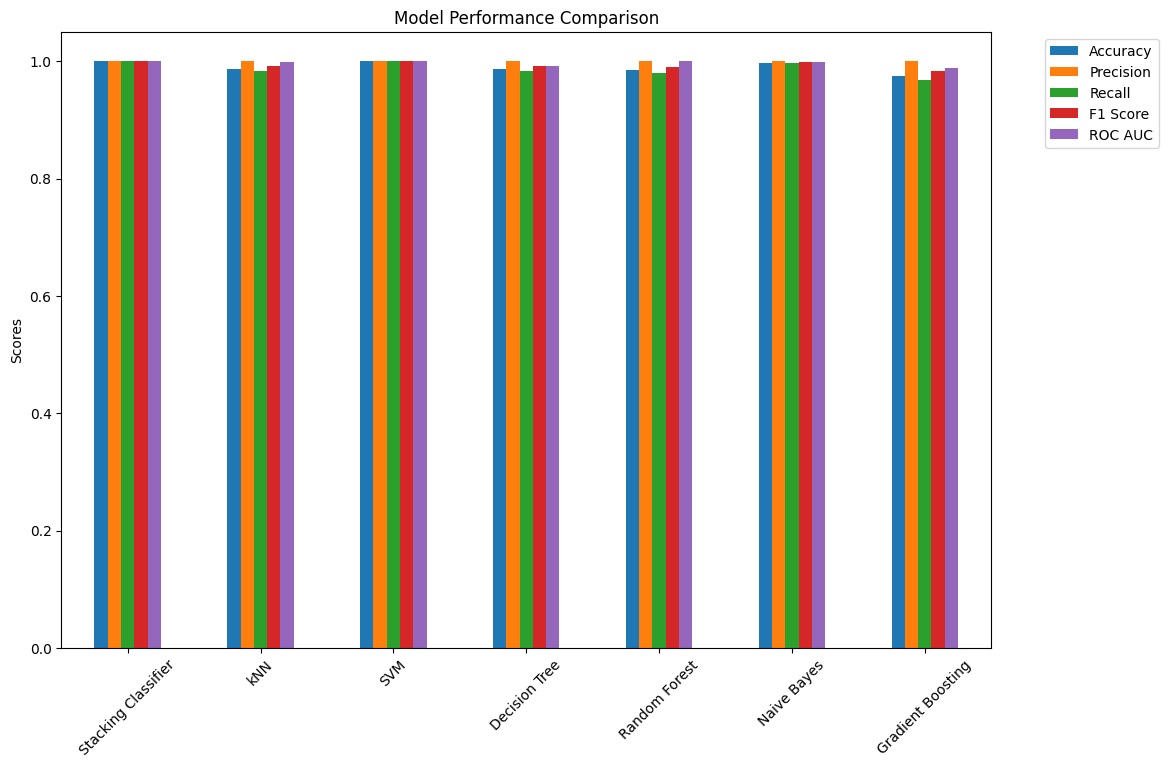 Model Performance Comparison
Accuracy
Precision
Recall
F1 Score
ROC AUC
Scores
1.0
0.8
0.6
0.4
0.2
0.0
Stacking Classifier
kNN
SVM
Decision Tree
Random Forest
Naive Bayes
Gradient Boosting